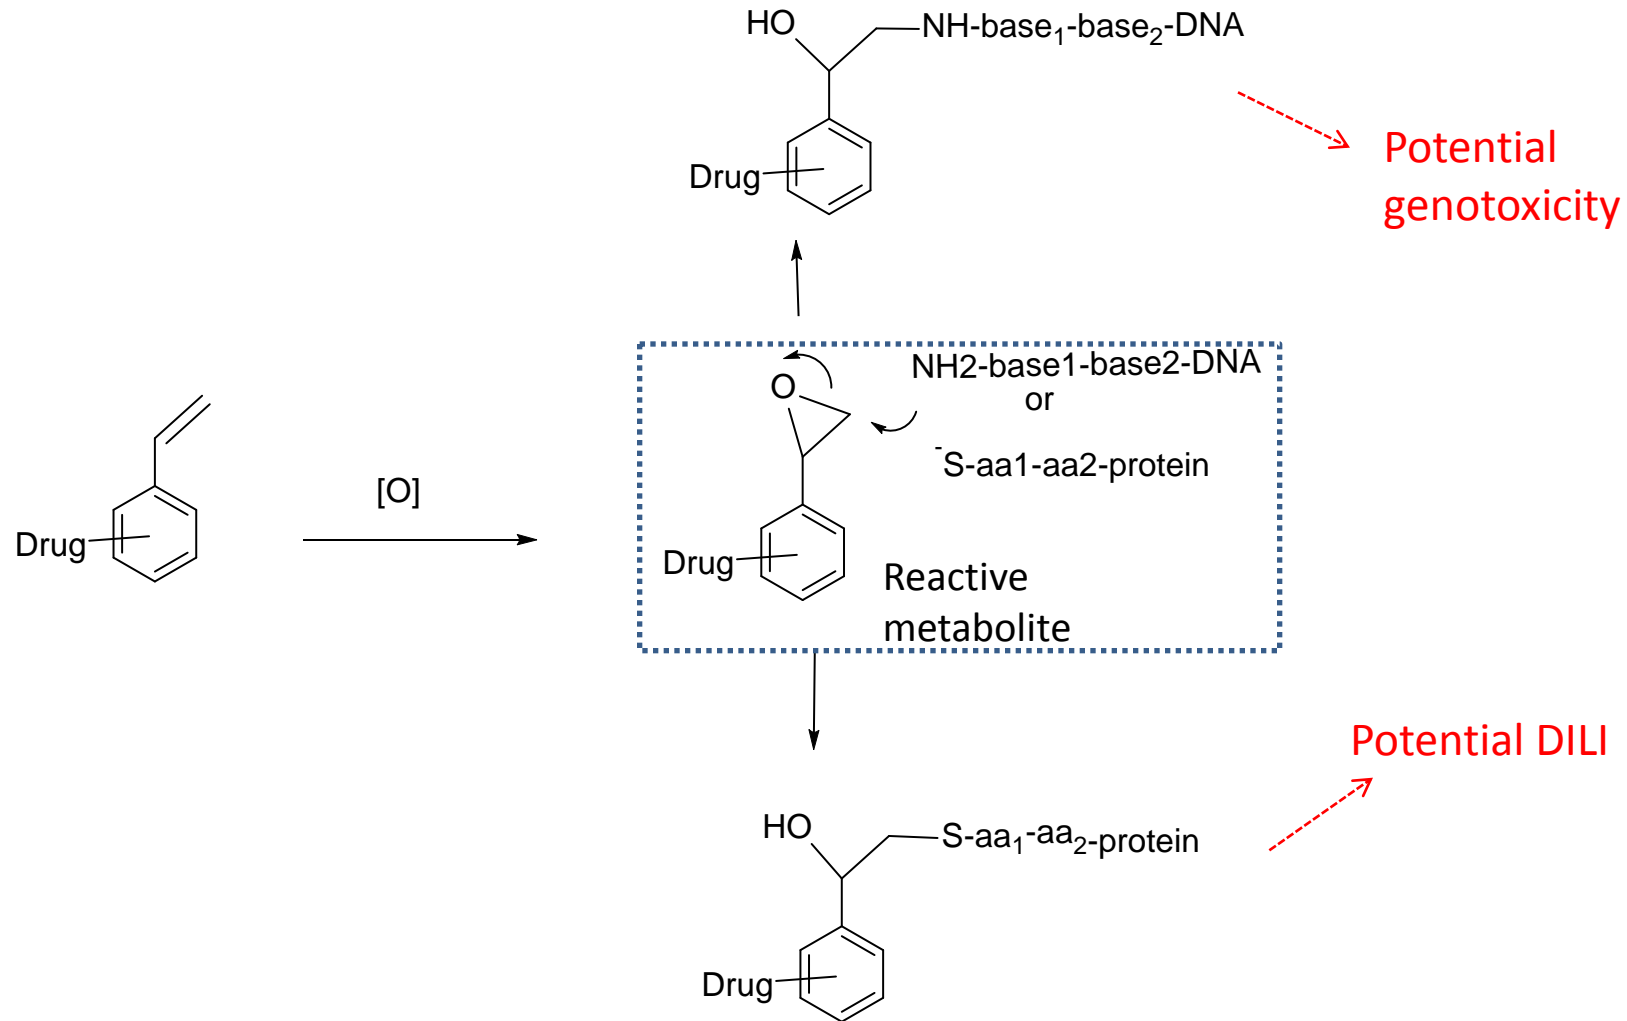 HO
NH-base1-base2-DNA
Drug
Potential
genotoxicity
O
NH2-base1-base2-DNA
or
-S-aa1-aa2-protein
[O]
Drug
Drug
Reactive
metabolite
Potential DILI
HO
S-aa1-aa2-protein
Drug